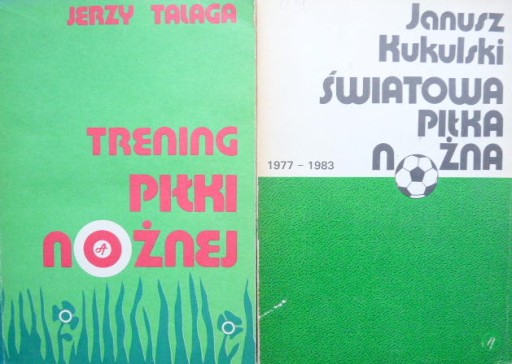 JERZY TALAGA
TRENING
PIŁKI
NOŻNEJ
Janusz
Kukulski
ŚWIATOWA
PIŁKA
NOŻNA
1977 - 1983